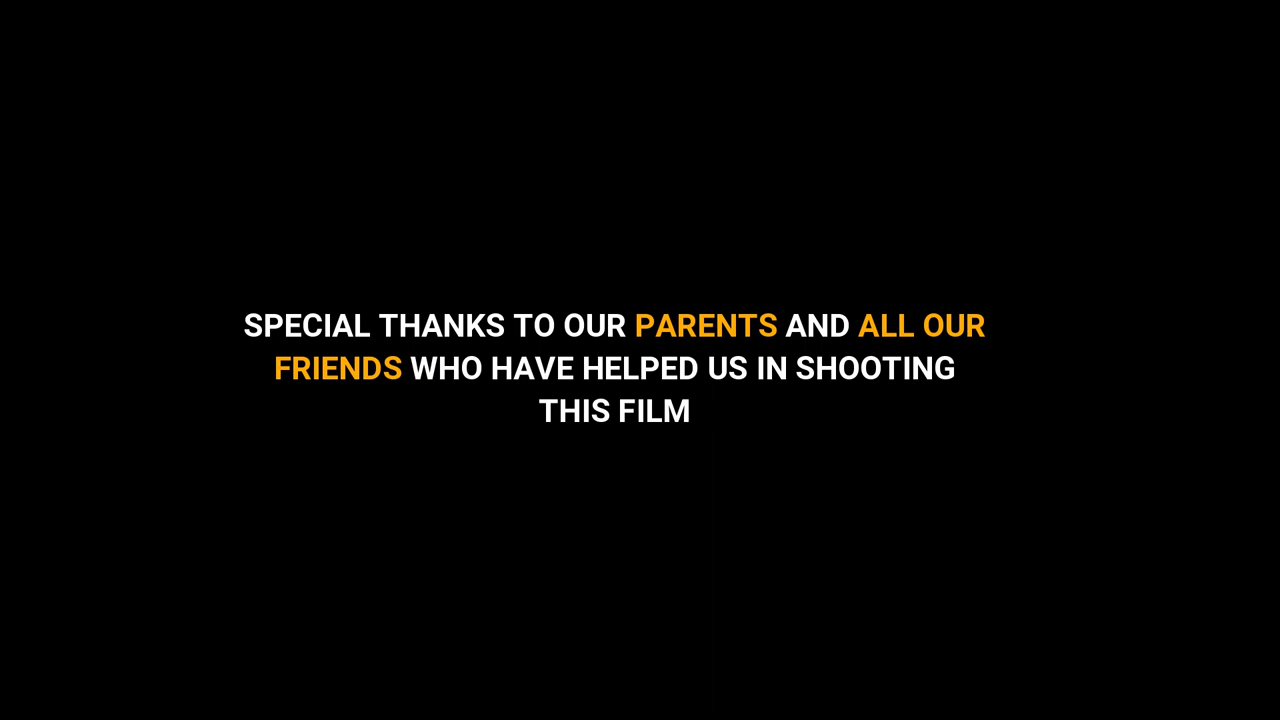 SPECIAL THANKS TO OUR PARENTS AND ALL OUR
FRIENDS WHO HAVE HELPED US IN SHOOTING
THIS FILM